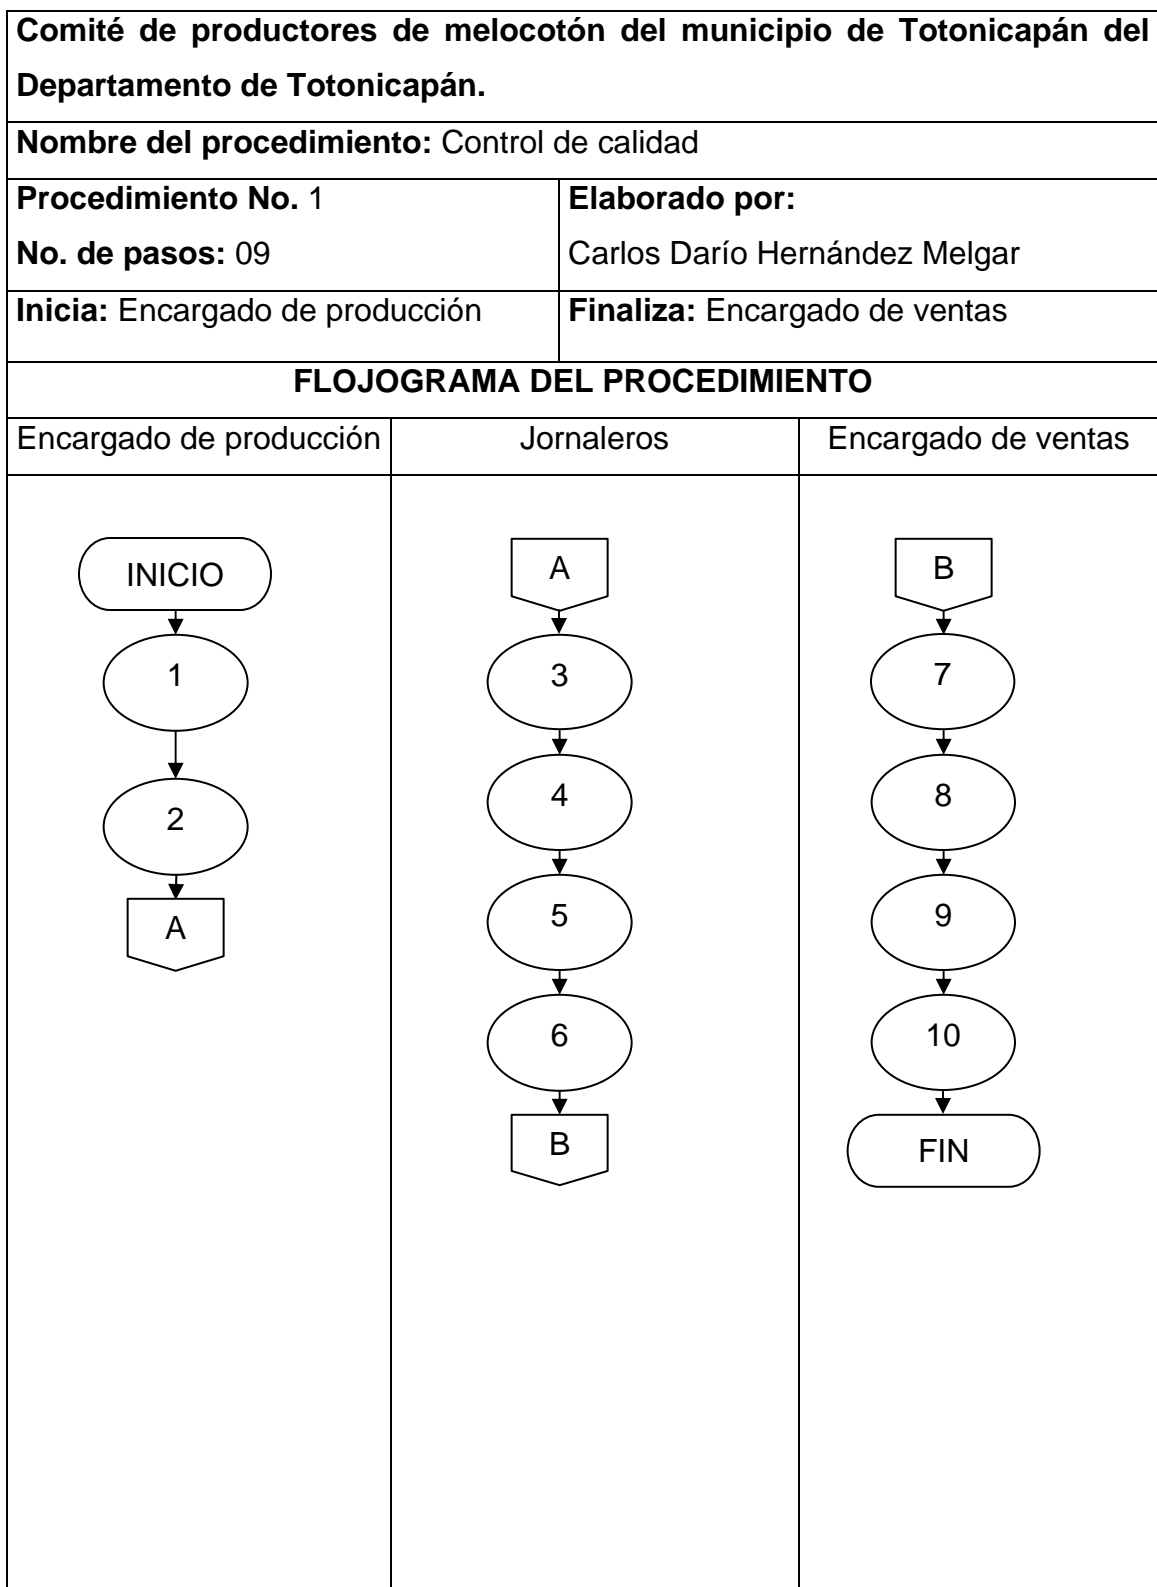 Comité de productores de melocotón del municipio de Totonicapán del
Departamento de Totonicapán.
Nombre del procedimiento: Control de calidad
Procedimiento No. 1
No. de pasos: 09
Elaborado por:
Carlos Darío Hernández Melgar
Inicia: Encargado de producción
Finaliza: Encargado de ventas
FLOJOGRAMA DEL PROCEDIMIENTO
Encargado de producción
Jornaleros
Encargado de ventas
INICIO
1
2
A
A
3
4
5
6
B
B
7
8
9
10
FIN